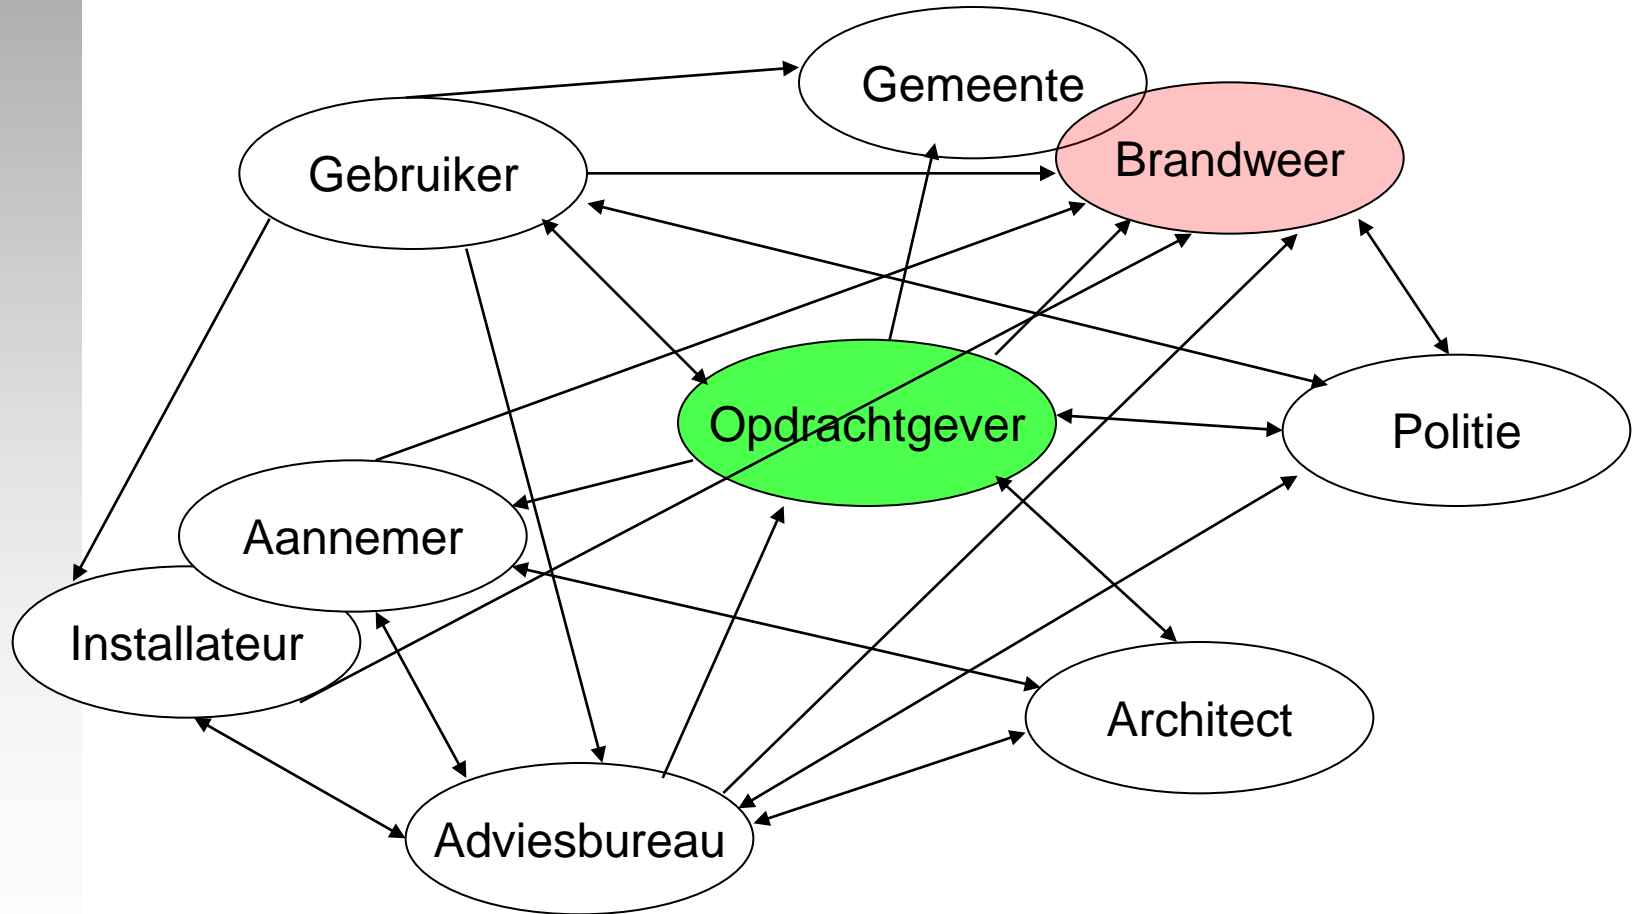 Gemeente
Brandweer
Gebruiker
Opdrachtgever
Politie
Aannemer
Installateur
Architect
Adviesbureau